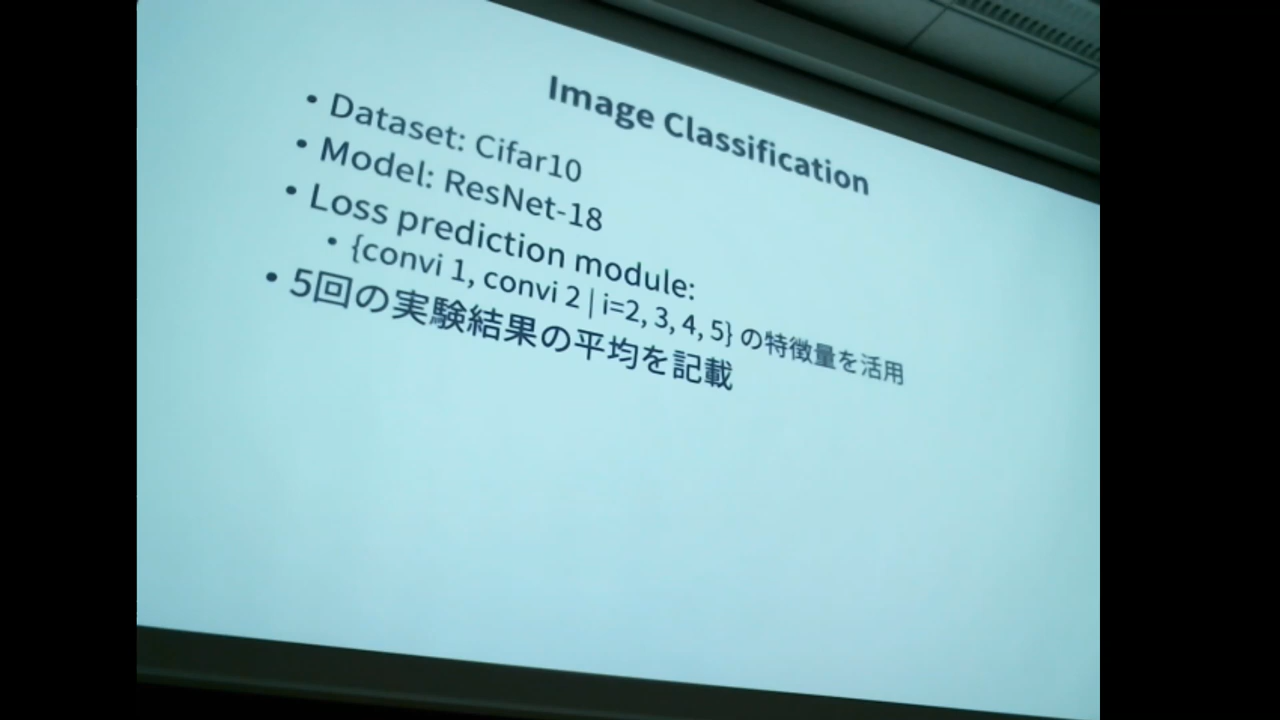 Image Classification
• Dataset: Cifar10
• Model: ResNet-18
• Loss prediction module:
• {convi 1, convi 2 | i=2, 3, 4, 5} の特徴量を活用
• 5回の実験結果の平均を記載